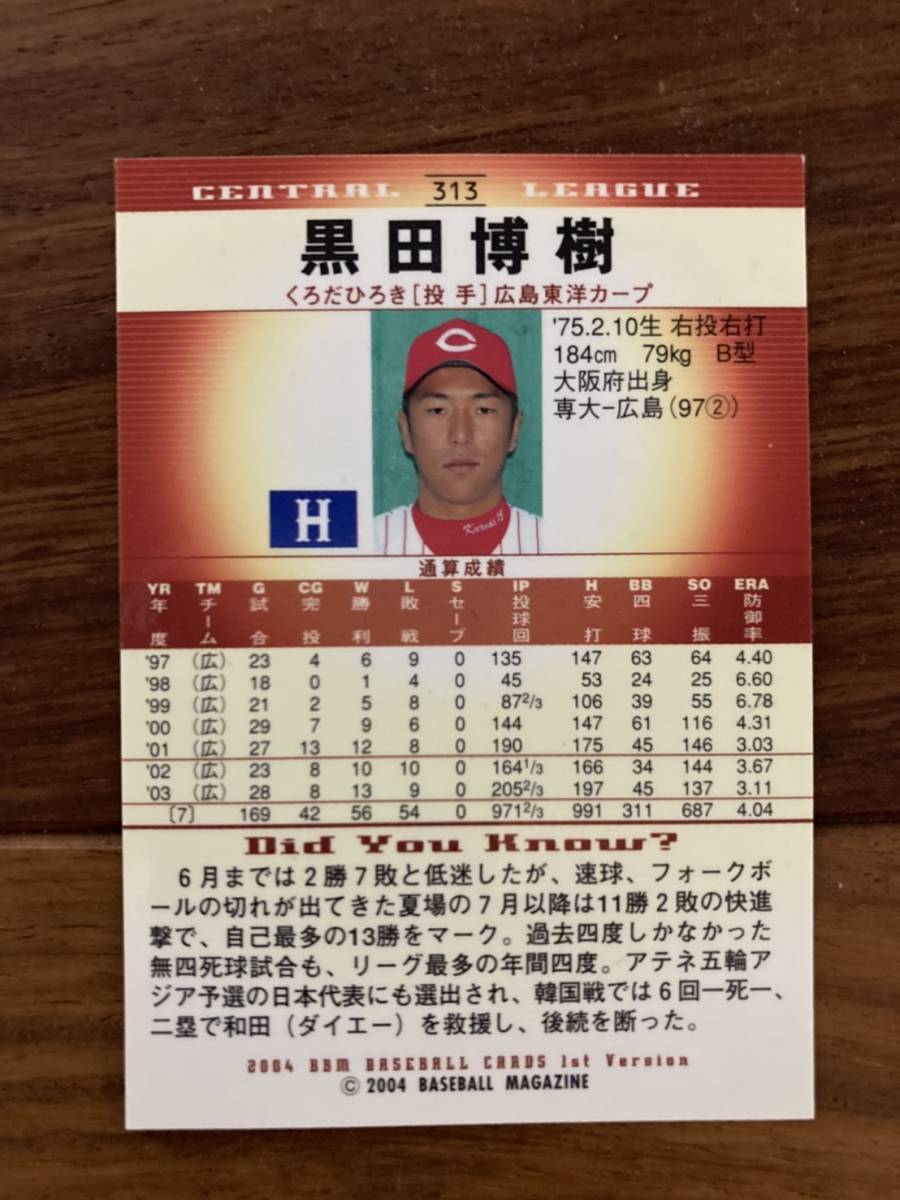 CENTRAL 313 LEAGUE
黒田博樹
くろだひろき[投 手]広島東洋カープ
'75.2.10生 右投右打
184cm 79kg B型
大阪府出身
専大-広島(97②)
C
H
通算成績
YR TM G CG W L S IP H BB SO ERA
年度 チーム 試合 完投 勝利 敗戦 セーブ 投球回 安打 四球 三振 防御率
'97 (広) 23 4 6 9 0 135 147 63 64 4.40
'98 (広) 18 0 1 4 0 45 53 24 25 6.60
'99 (広) 21 2 5 8 0 87 2/3 106 39 55 6.78
'00 (広) 29 7 9 6 0 144 147 61 116 4.31
'01 (広) 27 13 12 8 0 190 175 45 146 3.03
'02 (広) 23 8 10 10 0 164 1/3 166 34 144 3.67
'03 (広) 28 8 13 9 0 205 2/3 197 45 137 3.11
〔7〕 169 42 56 54 0 971 2/3 991 311 687 4.04
Did You Know?
6月までは2勝7敗と低迷したが、速球、フォークボ
ールの切れが出てきた夏場の7月以降は11勝2敗の快進
撃で、自己最多の13勝をマーク。過去四度しかなかった
無四死球試合も、リーグ最多の年間四度。アテネ五輪ア
ジア予選の日本代表にも選出され、韓国戦では6回一死一、
二塁で和田（ダイエー）を救援し、後続を断った。
2004 BBM BASEBALL CARDS 1st Version
© 2004 BASEBALL MAGAZINE